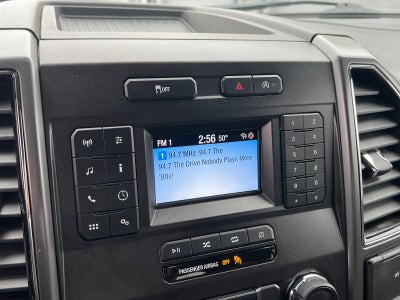 OFF
FM 1 2:56 50°
1 94.7 MHz: 94.7 The
94.7 The Drive Nobody Plays More
'80s!
PASSENGER AIRBAG OFF